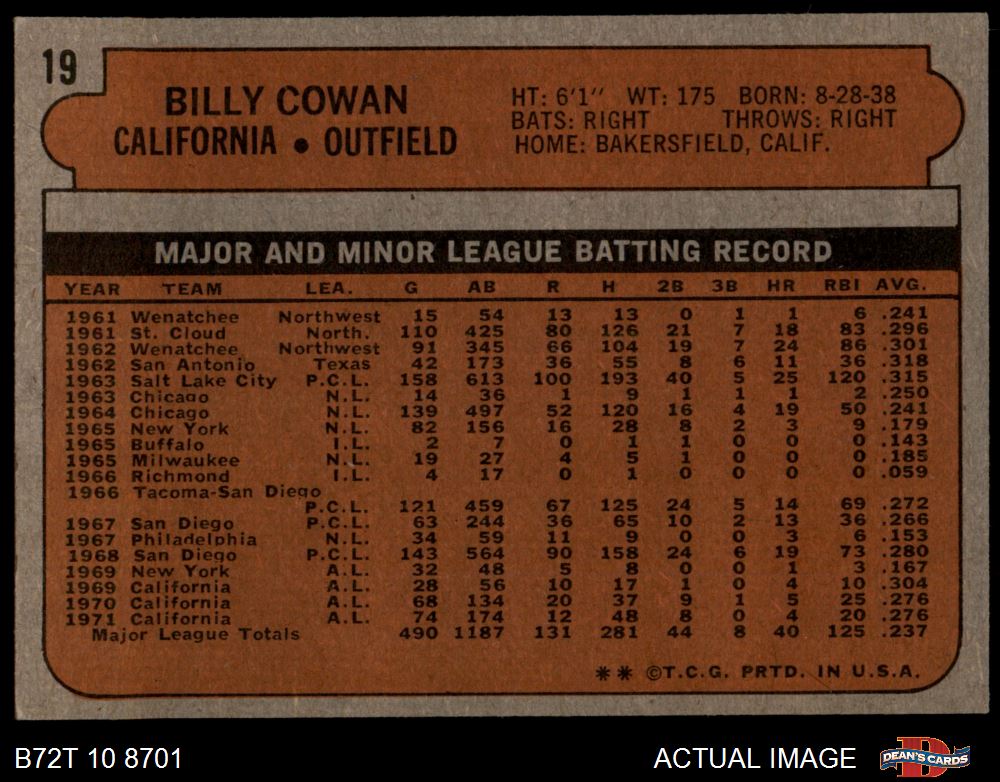 19
BILLY COWAN
CALIFORNIA • OUTFIELD
HT: 6'1" WT: 175 BORN: 8-28-38
BATS: RIGHT THROWS: RIGHT
HOME: BAKERSFIELD, CALIF.
MAJOR AND MINOR LEAGUE BATTING RECORD
YEAR TEAM LEA. G AB R H 2B 3B HR RBI AVG.
1961 Wenatchee Northwest 15 54 13 13 0 1 1 6 .241
1961 St. Cloud North. 110 425 80 126 21 7 18 83 .296
1962 Wenatchee Northwest 91 345 66 104 19 7 24 86 .301
1962 San Antonio Texas 42 173 36 55 8 6 11 36 .318
1963 Salt Lake City P.C.L. 158 613 100 193 40 5 25 120 .315
1963 Chicago N.L. 14 36 1 9 1 1 1 2 .250
1964 Chicago N.L. 139 497 52 120 16 4 19 50 .241
1965 New York N.L. 82 156 16 28 8 2 3 9 .179
1965 Buffalo I.L. 2 7 0 1 1 0 0 0 .143
1965 Milwaukee N.L. 19 27 4 5 1 0 0 0 .185
1966 Richmond I.L. 4 17 0 1 0 0 0 0 .059
1966 Tacoma-San Diego
P.C.L. 121 459 67 125 24 5 14 69 .272
1967 San Diego P.C.L. 63 244 36 65 10 2 13 36 .266
1967 Philadelphia N.L. 34 59 11 9 0 0 3 6 .153
1968 San Diego P.C.L. 143 564 90 158 24 6 19 73 .280
1969 New York A.L. 32 48 5 8 0 0 1 3 .167
1969 California A.L. 28 56 10 17 1 0 4 10 .304
1970 California A.L. 68 134 20 37 9 1 5 25 .276
1971 California A.L. 74 174 12 48 8 0 4 20 .276
Major League Totals 490 1187 131 281 44 8 40 125 .237
** ©T.C.G. PRTD. IN U.S.A.
B72T 10 8701
ACTUAL IMAGE
DEAN'S CARDS